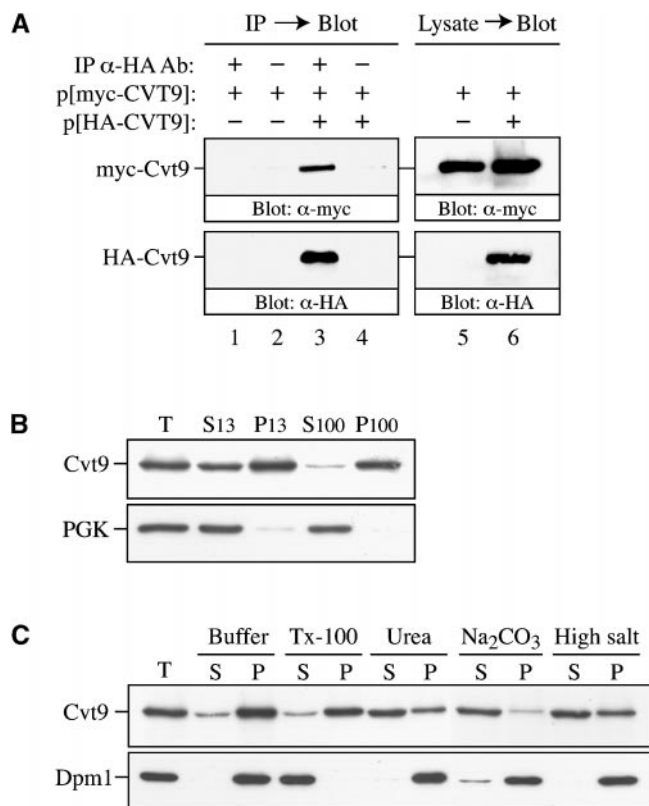 A
IP → Blot Lysate → Blot
IP α-HA Ab: + − + −
p[myc-CVT9]: + + + + + +
p[HA-CVT9]: − − + + − +
myc-Cvt9
Blot: α-myc Blot: α-myc
HA-Cvt9
Blot: α-HA Blot: α-HA
1 2 3 4 5 6
B
T S13 P13 S100 P100
Cvt9
PGK
C
Buffer Tx-100 Urea Na₂CO₃ High salt
T S P S P S P S P S P
Cvt9
Dpm1